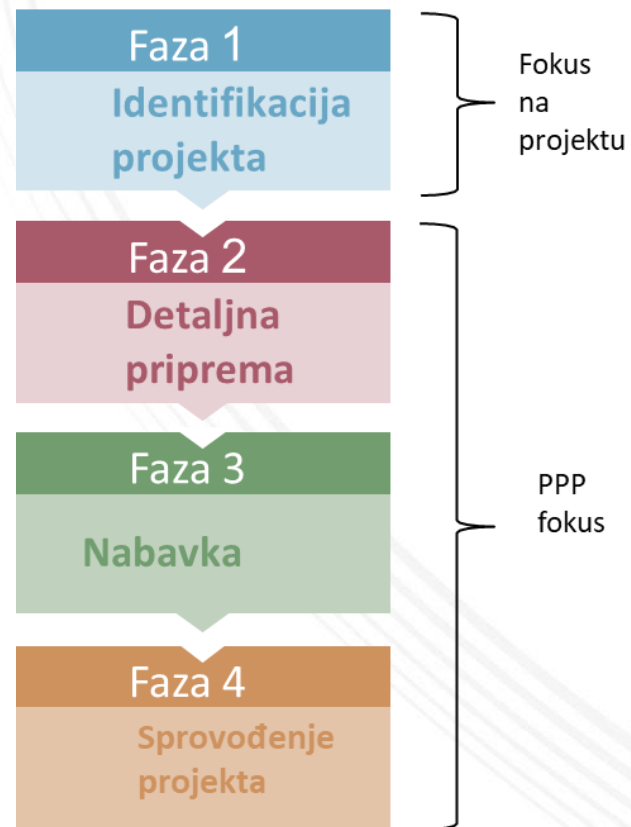 Faza 1
Identifikacija
projekta
Fokus
na
projektu
Faza 2
Detaljna
priprema
Faza 3
Nabavka
PPP
fokus
Faza 4
Sprovođenje
projekta